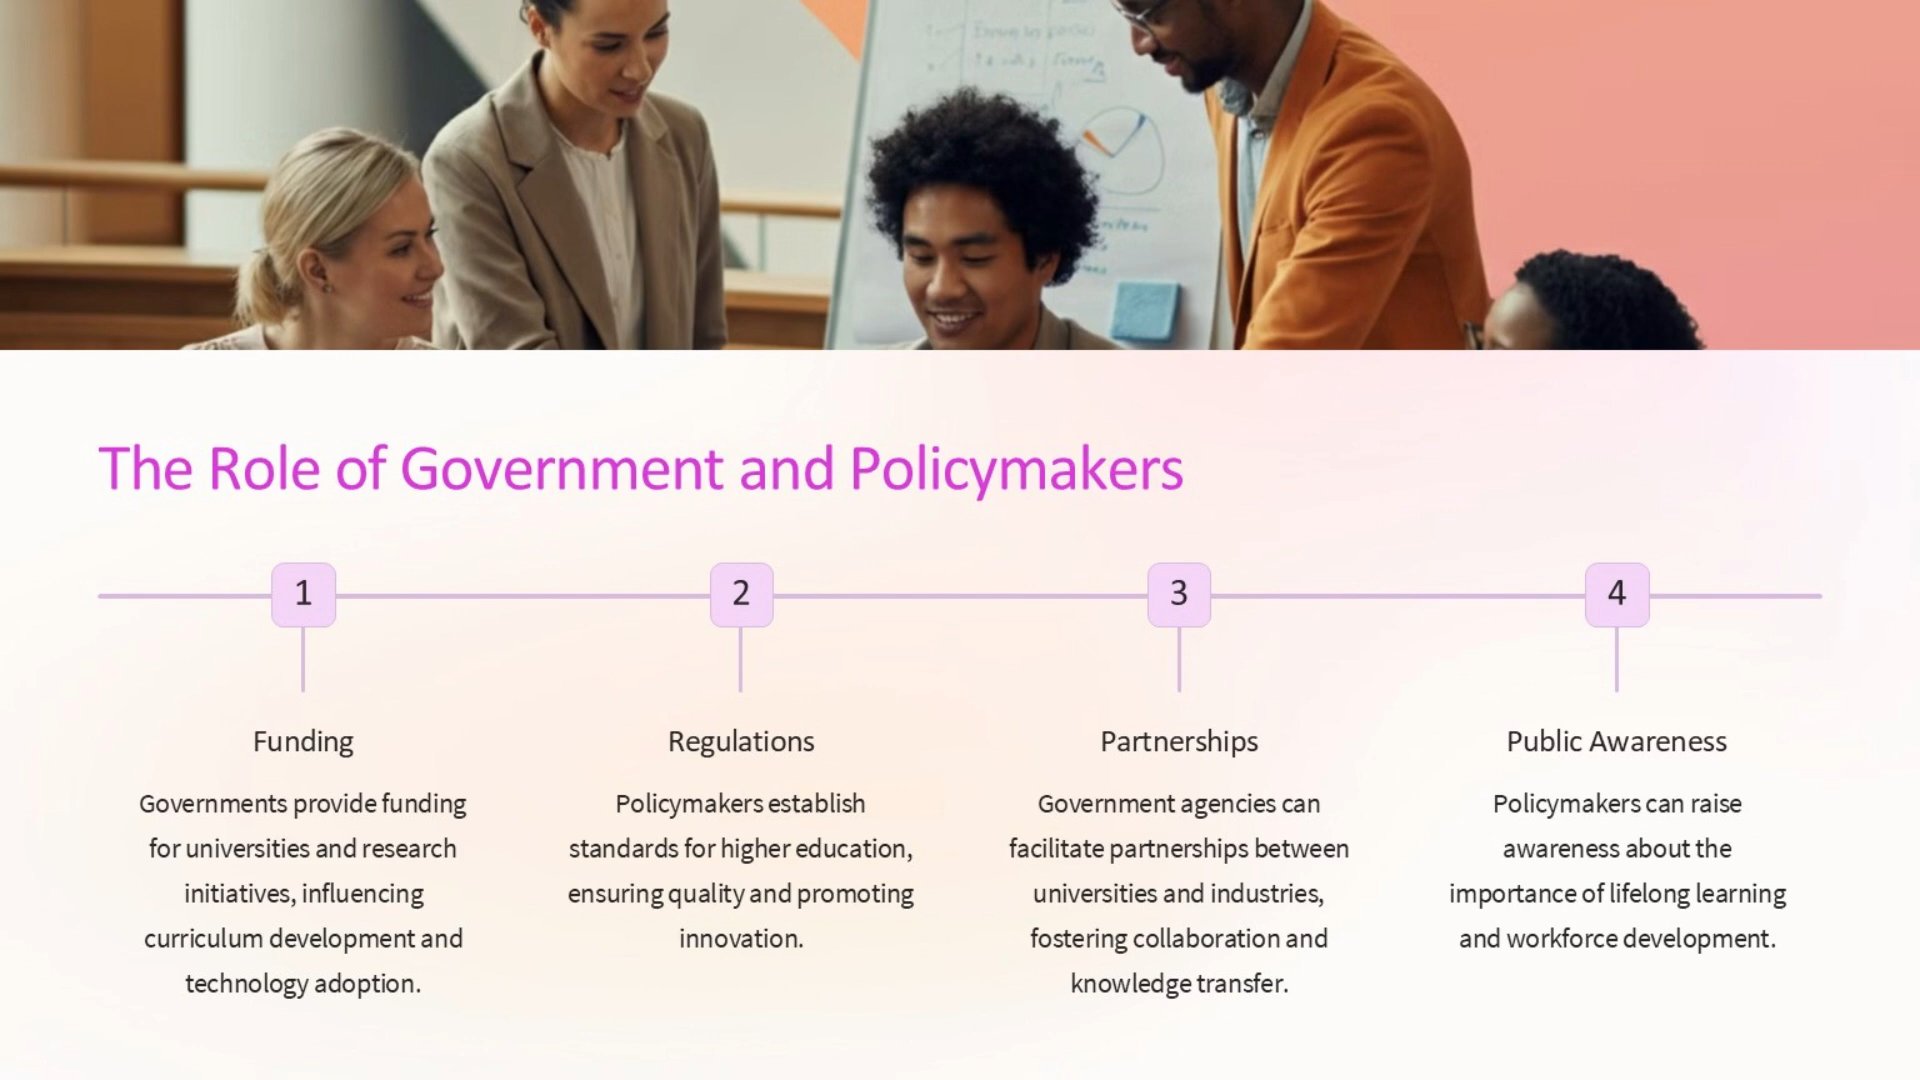 The Role of Government and Policymakers
1
2
3
4
Funding
Governments provide funding
for universities and research
initiatives, influencing
curriculum development and
technology adoption.
Regulations
Policymakers establish
standards for higher education,
ensuring quality and promoting
innovation.
Partnerships
Government agencies can
facilitate partnerships between
universities and industries,
fostering collaboration and
knowledge transfer.
Public Awareness
Policymakers can raise
awareness about the
importance of lifelong learning
and workforce development.